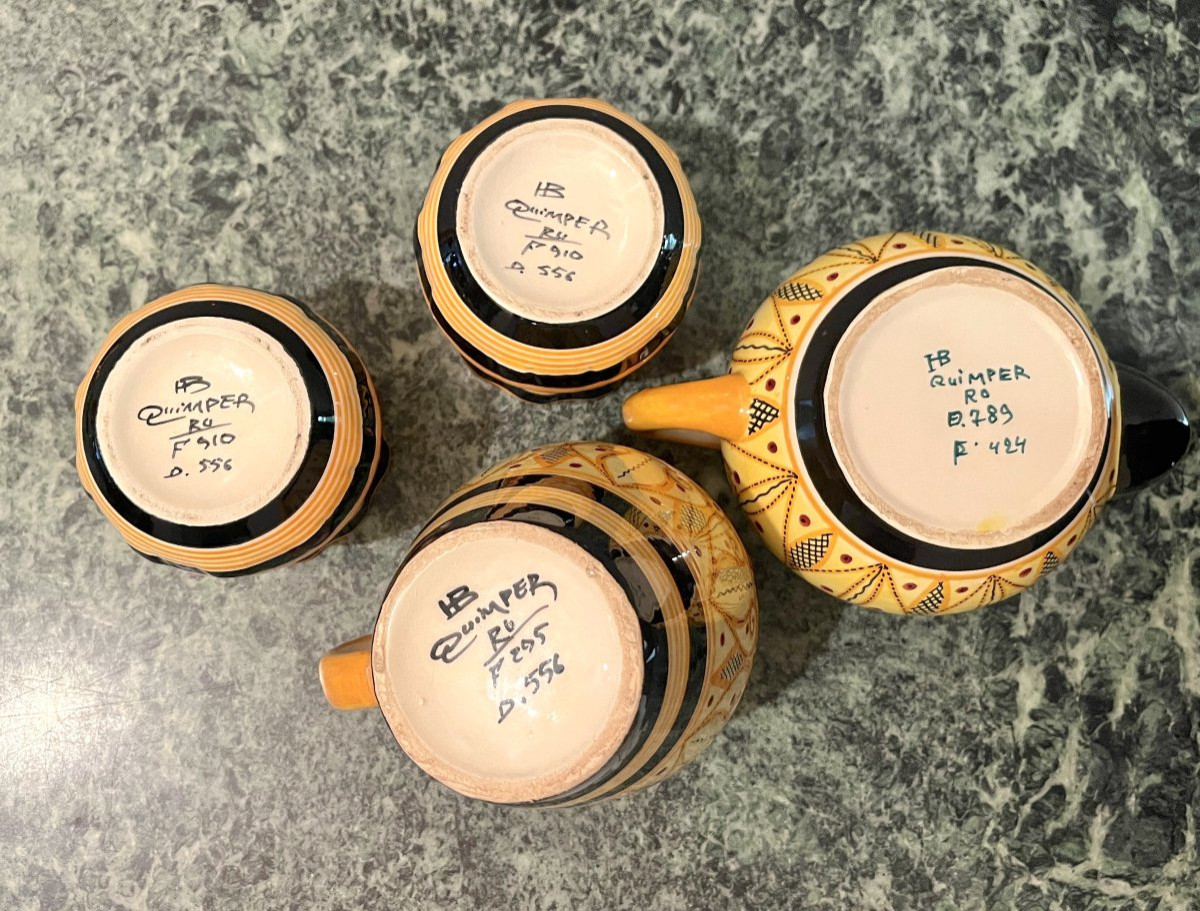 HB
QUIMPER
RU
F 910
D. 556
HB
QUIMPER
RU
F 910
D. 556
HB
QUIMPER
RO
D.789
F. 424
HB
QUIMPER
F 295
D. 556